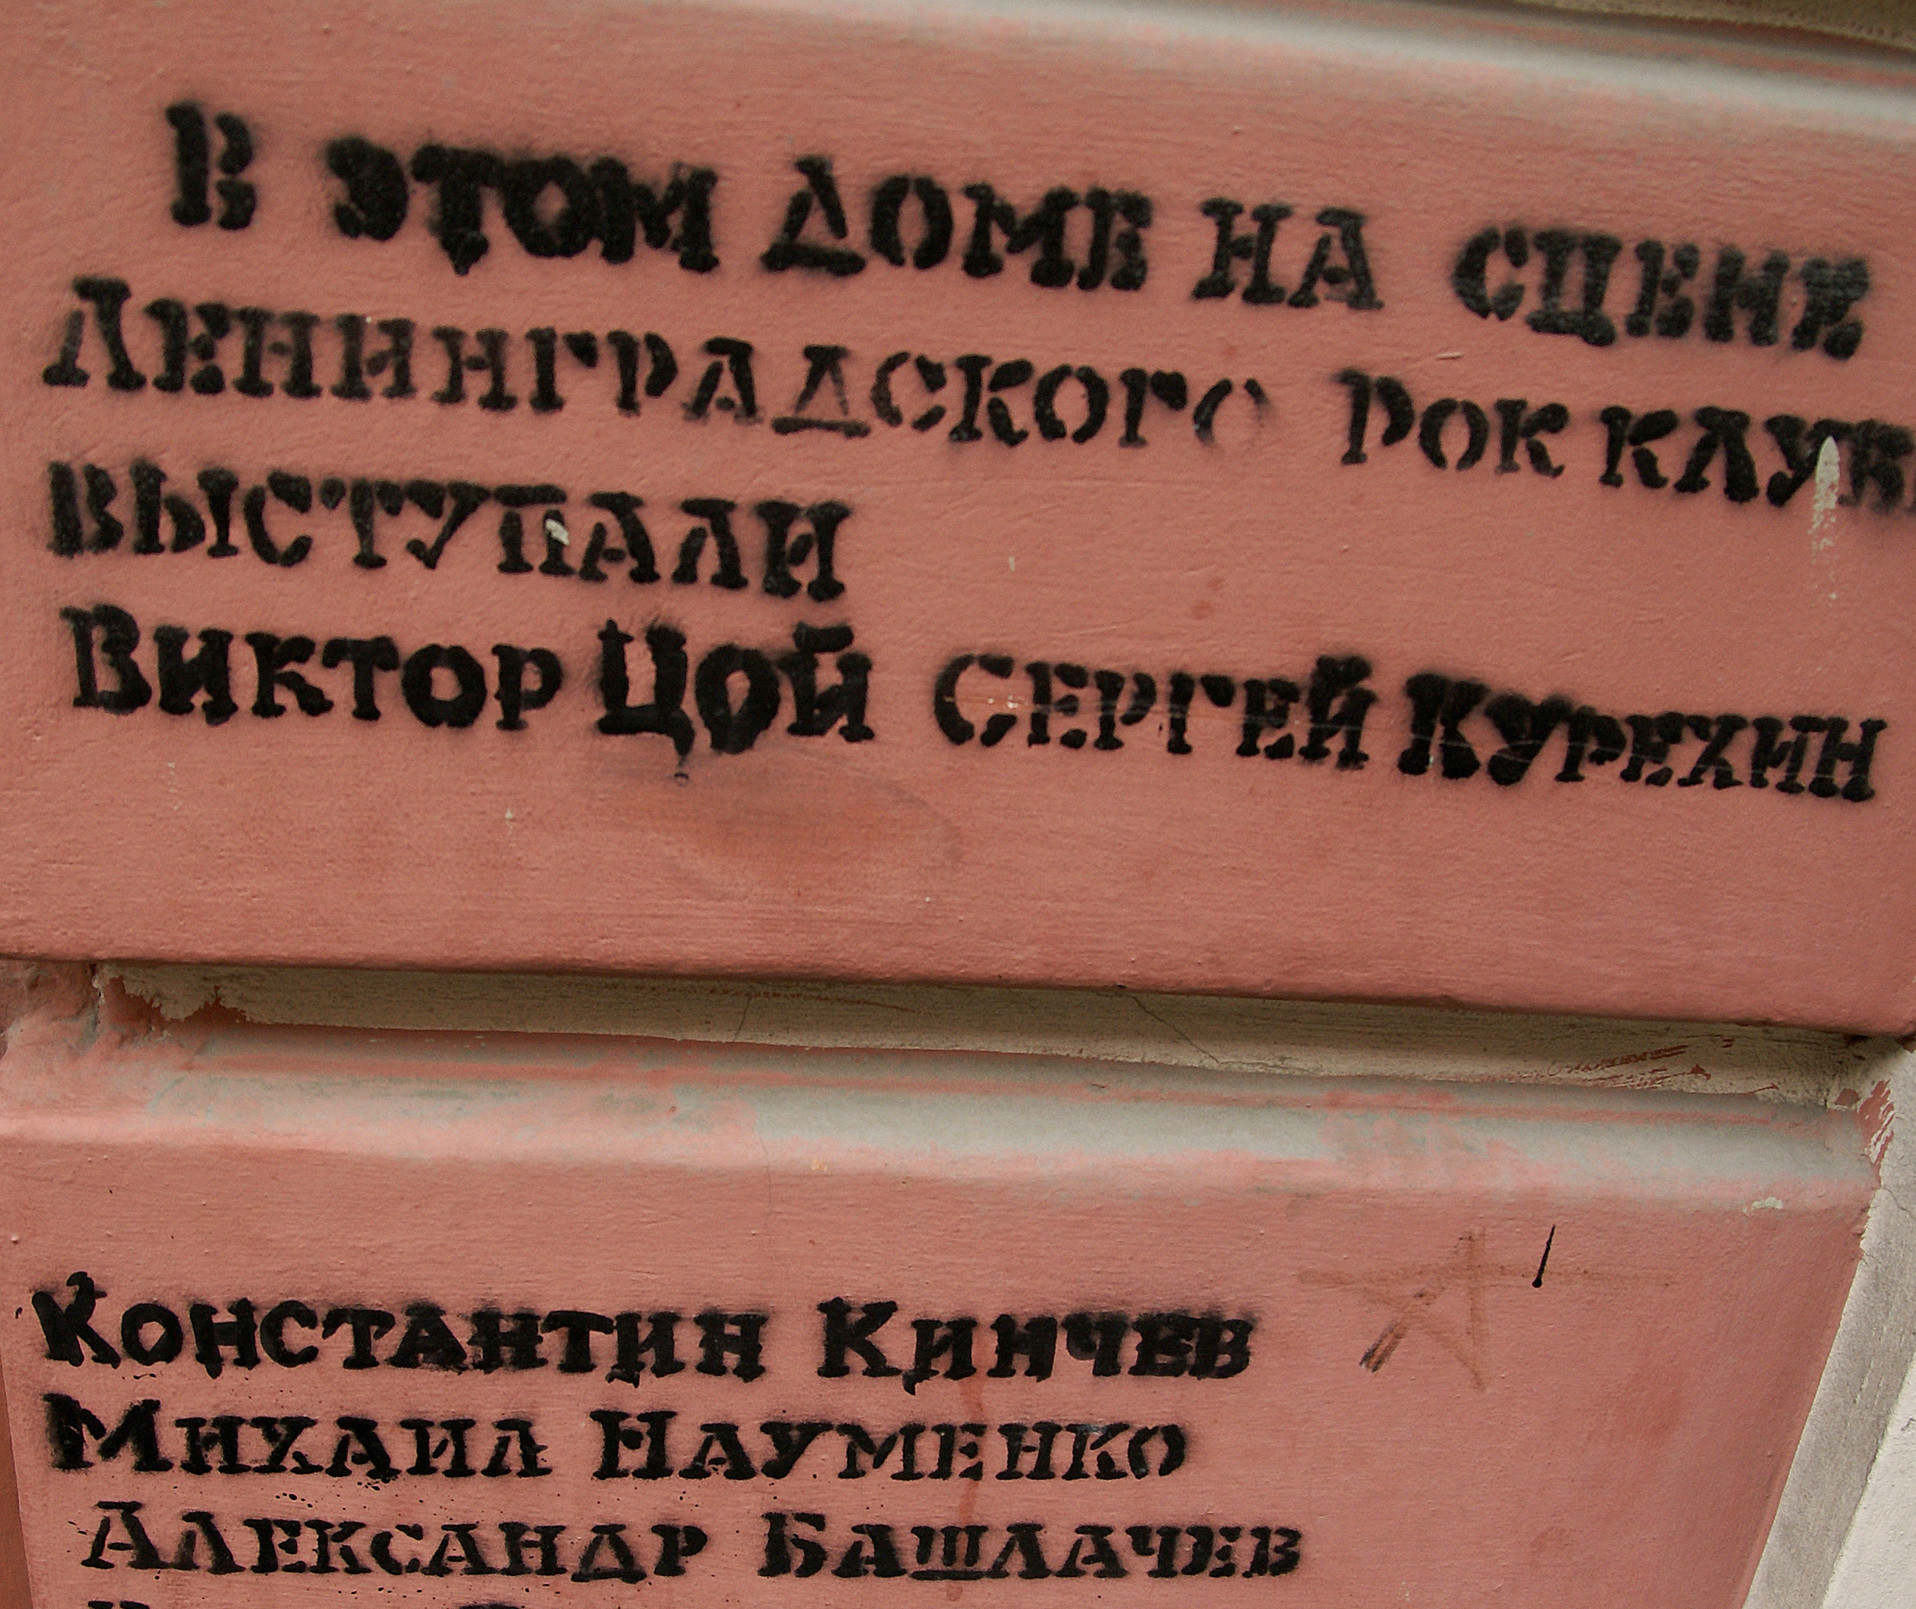 В ЭТОМ ДОМЕ НА СЦЕНЕ
ЛЕНИНГРАДСКОГО РОК КЛУБ
ВЫСТУПАЛИ
ВИКТОР ЦОЙ СЕРГЕЙ КУРЕХИН
КОНСТАНТИН КИНЧЕВ
МИХАИЛ НАУМЕНКО
АЛЕКСАНДР БАШЛАЧЕВ